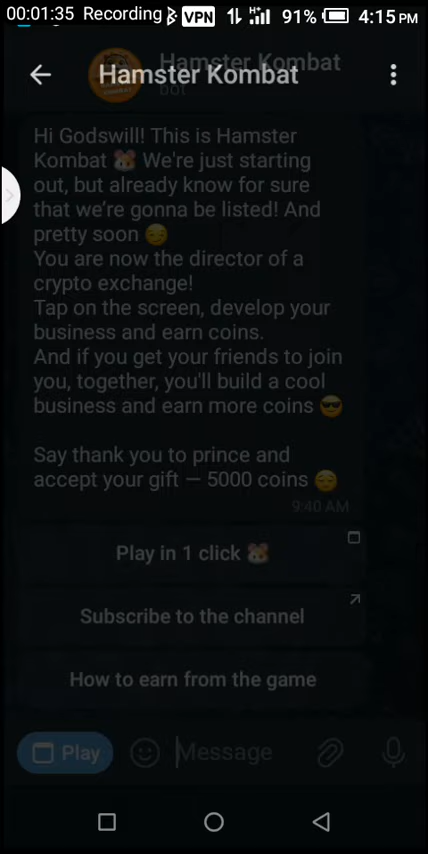 00:01:35 Recording VPN 91% 4:15 PM
Hamster Kombat
Hamster Kombat
bot
Hi Godswill! This is Hamster
Kombat 🐹 We're just starting
out, but already know for sure
that we’re gonna be listed! And
pretty soon 😏
You are now the director of a
crypto exchange!
Tap on the screen, develop your
business and earn coins.
And if you get your friends to join
you, together, you'll build a cool
business and earn more coins 😎
Say thank you to prince and
accept your gift — 5000 coins 😏
9:40 AM
Play in 1 click 🐹
Subscribe to the channel
How to earn from the game
Play
Message